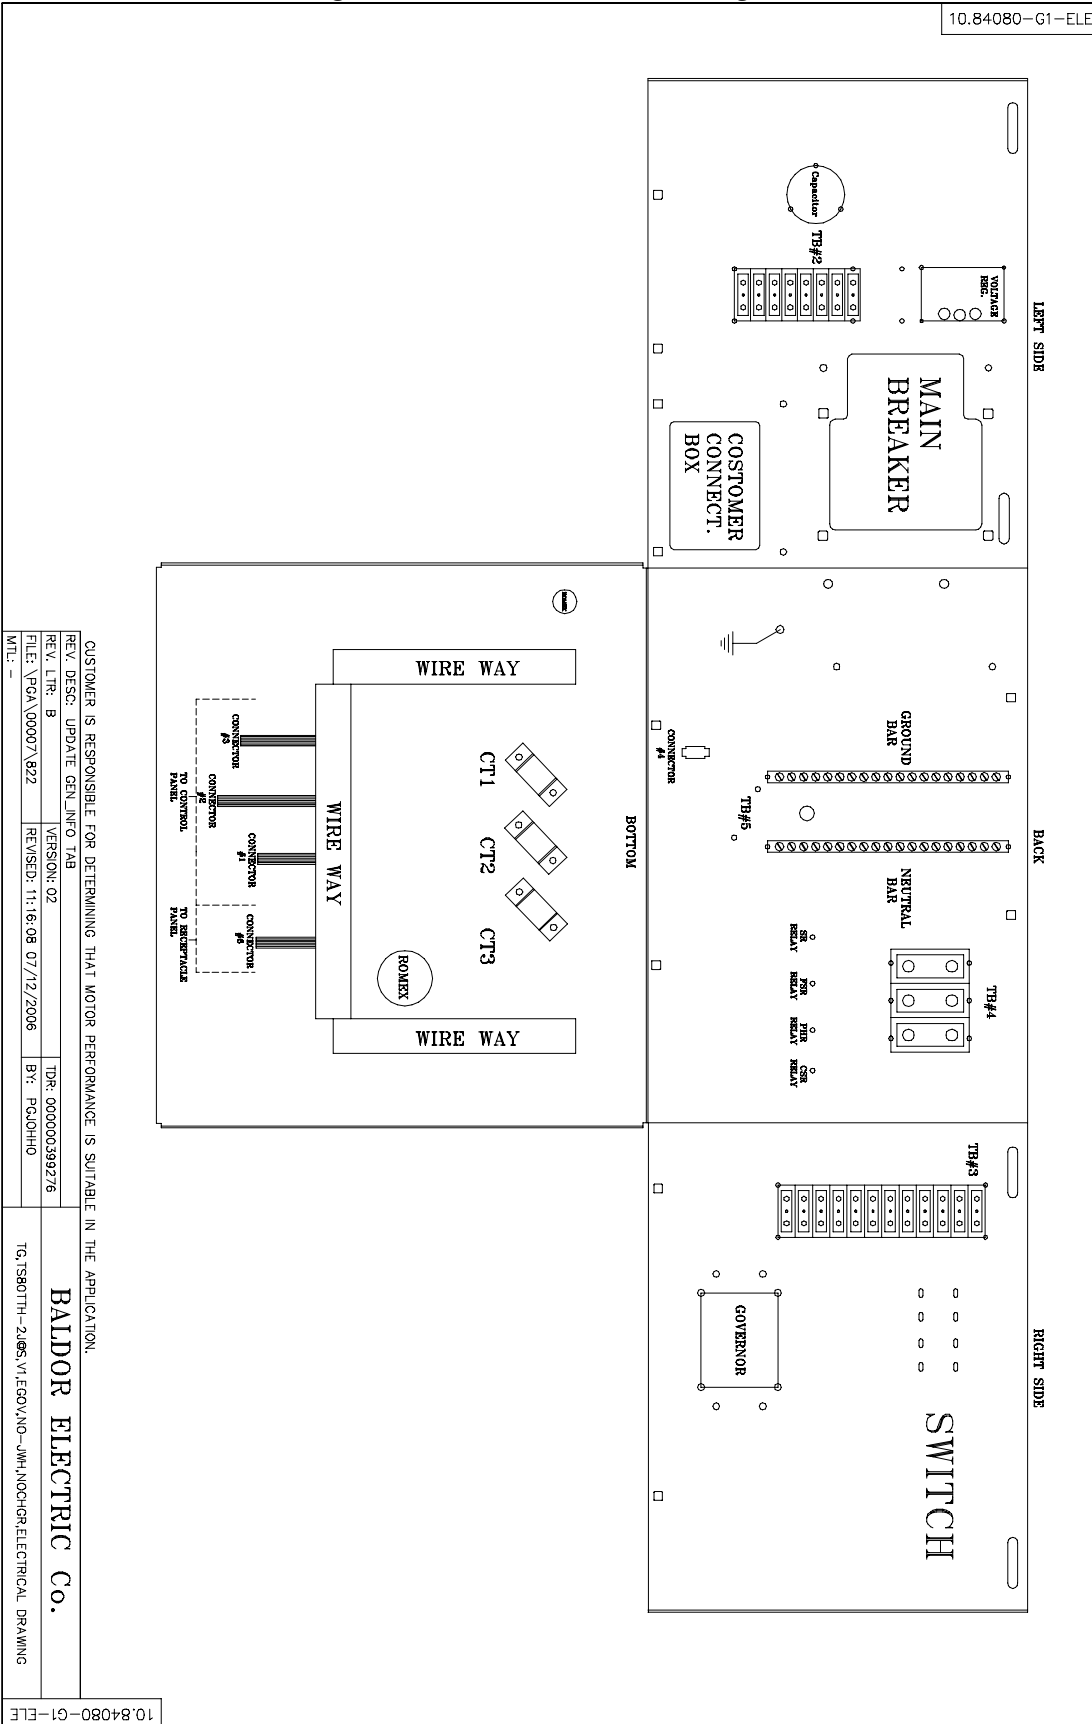 10.84080-G1-ELE
LEFT SIDE
VOLTAGE
REG.
Capacitor
TB#2
MAIN
BREAKER
COSTOMER
CONNECT.
BOX
BACK
GROUND
BAR
NEUTRAL
BAR
TB#5
TB#4
CONNECTOR
#4
SR
RELAY
FSR
RELAY
PHR
RELAY
CSR
RELAY
RIGHT SIDE
TB#3
SWITCH
GOVERNOR
BOTTOM
ROMEX
WIRE WAY
CT1
CT2
CT3
WIRE WAY
ROMEX
WIRE WAY
CONNECTOR
#3
CONNECTOR
#2
CONNECTOR
#1
CONNECTOR
TO CONTROL
PANEL
TO RECEPTACLE
PANEL
CUSTOMER IS RESPONSIBLE FOR DETERMINING THAT MOTOR PERFORMANCE IS SUITABLE IN THE APPLICATION.
REV. DESC: UPDATE GEN_INFO TAB
REV. LTR: B
VERSION: 02
TDR: 000000399276
FILE: \PGA\00007\822
REVISED: 11:16:08 07/12/2006
BY: PGJOHHO
MTL: -
BALDOR ELECTRIC Co.
TG,TS80TTH-2J@S,V1,EGOV,NO-JWH,NOCHGR,ELECTRICAL DRAWING
10.84080-G1-ELE